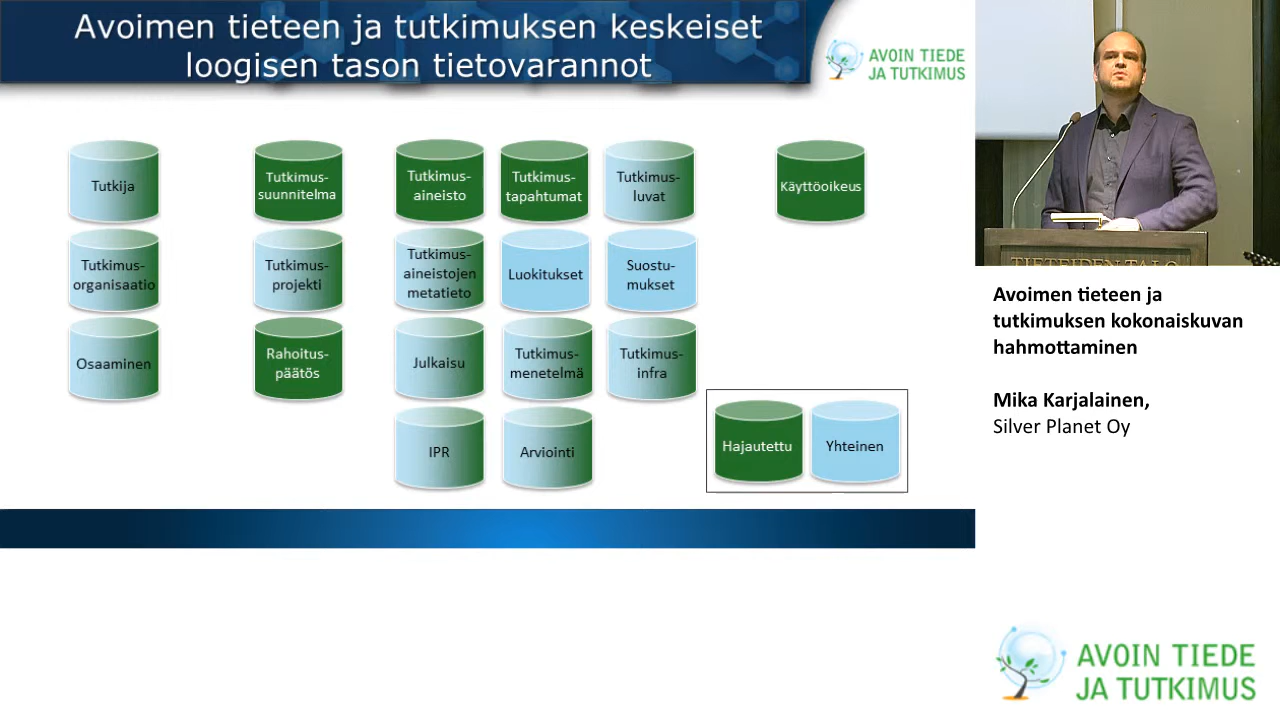 Avoimen tieteen ja tutkimuksen keskeiset
loogisen tason tietovarannot
AVOIN TIEDE
JA TUTKIMUS
Tutkija
Tutkimus-
suunnitelma
Tutkimus-
aineisto
Tutkimus-
tapahtumat
Tutkimus-
luvat
Käyttöoikeus
Tutkimus-
organisaatio
Tutkimus-
projekti
Tutkimus-
aineistojen
metatieto
Luokitukset
Suostu-
mukset
Osaaminen
Rahoitus-
päätös
Julkaisu
Tutkimus-
menetelmä
Tutkimus-
infra
IPR
Arviointi
Hajautettu
Yhteinen
TIETEIDEN TALO
Avoimen tieteen ja
tutkimuksen kokonaiskuvan
hahmottaminen
Mika Karjalainen,
Silver Planet Oy
AVOIN TIEDE
JA TUTKIMUS